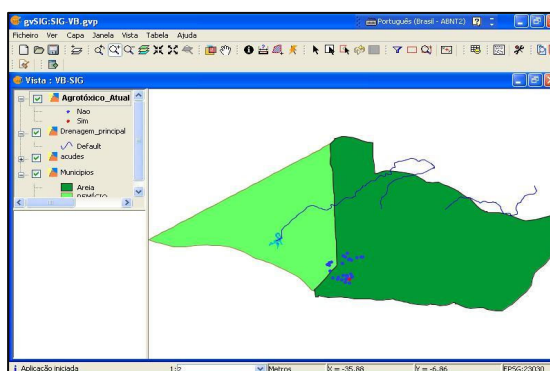 gvSIG:SIG-VB.gvp
Português (Brasil - ABNT2)
Ficheiro Ver Capa Janela Vista Tabela Ajuda
Vista : VB-SIG
Agrotóxico_Atual
Nao
Sim
Drenagem_principal
Default
acudes
Municipios
Areia
REMÍGIO
Aplicação iniciada
Metros
X = -35.88
Y = -6.86
EPSG:23030